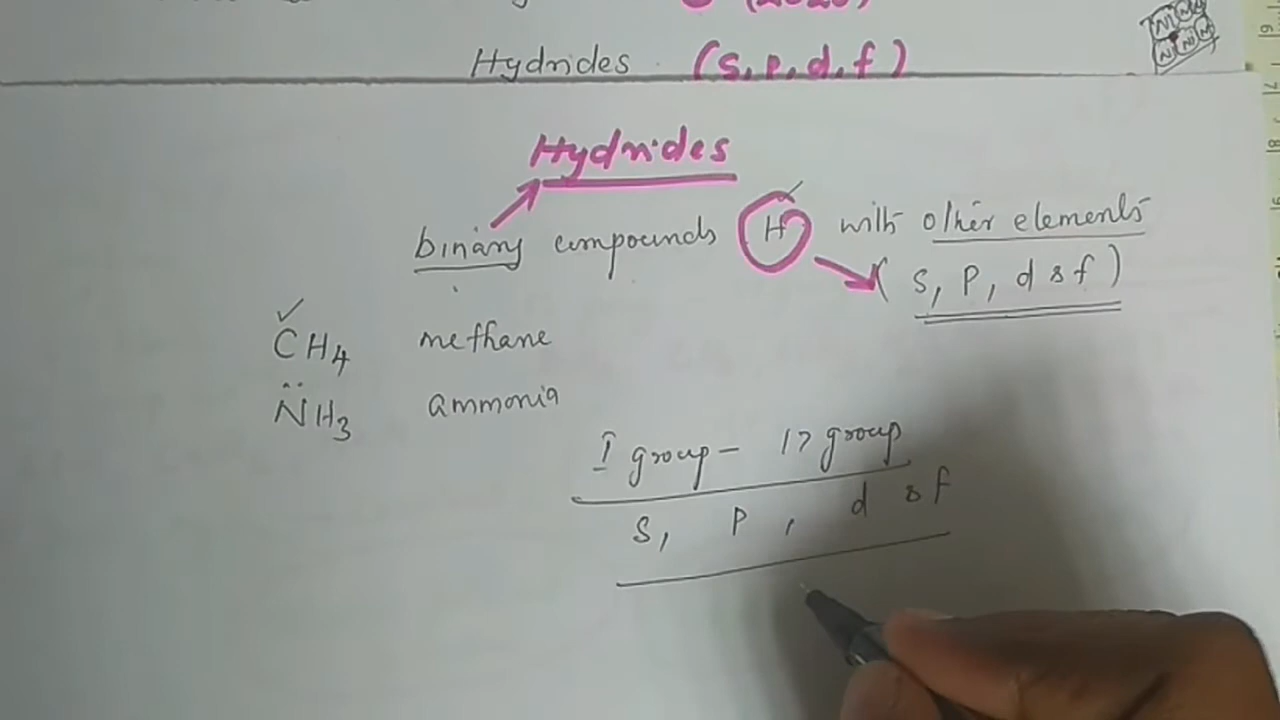 Hydrides (s, p, d, f)
Hydrides
binary compounds H with other elements
(s, p, d & f)
CH4 methane
NH3 ammonia
I group - 17 group
s, p, d & f